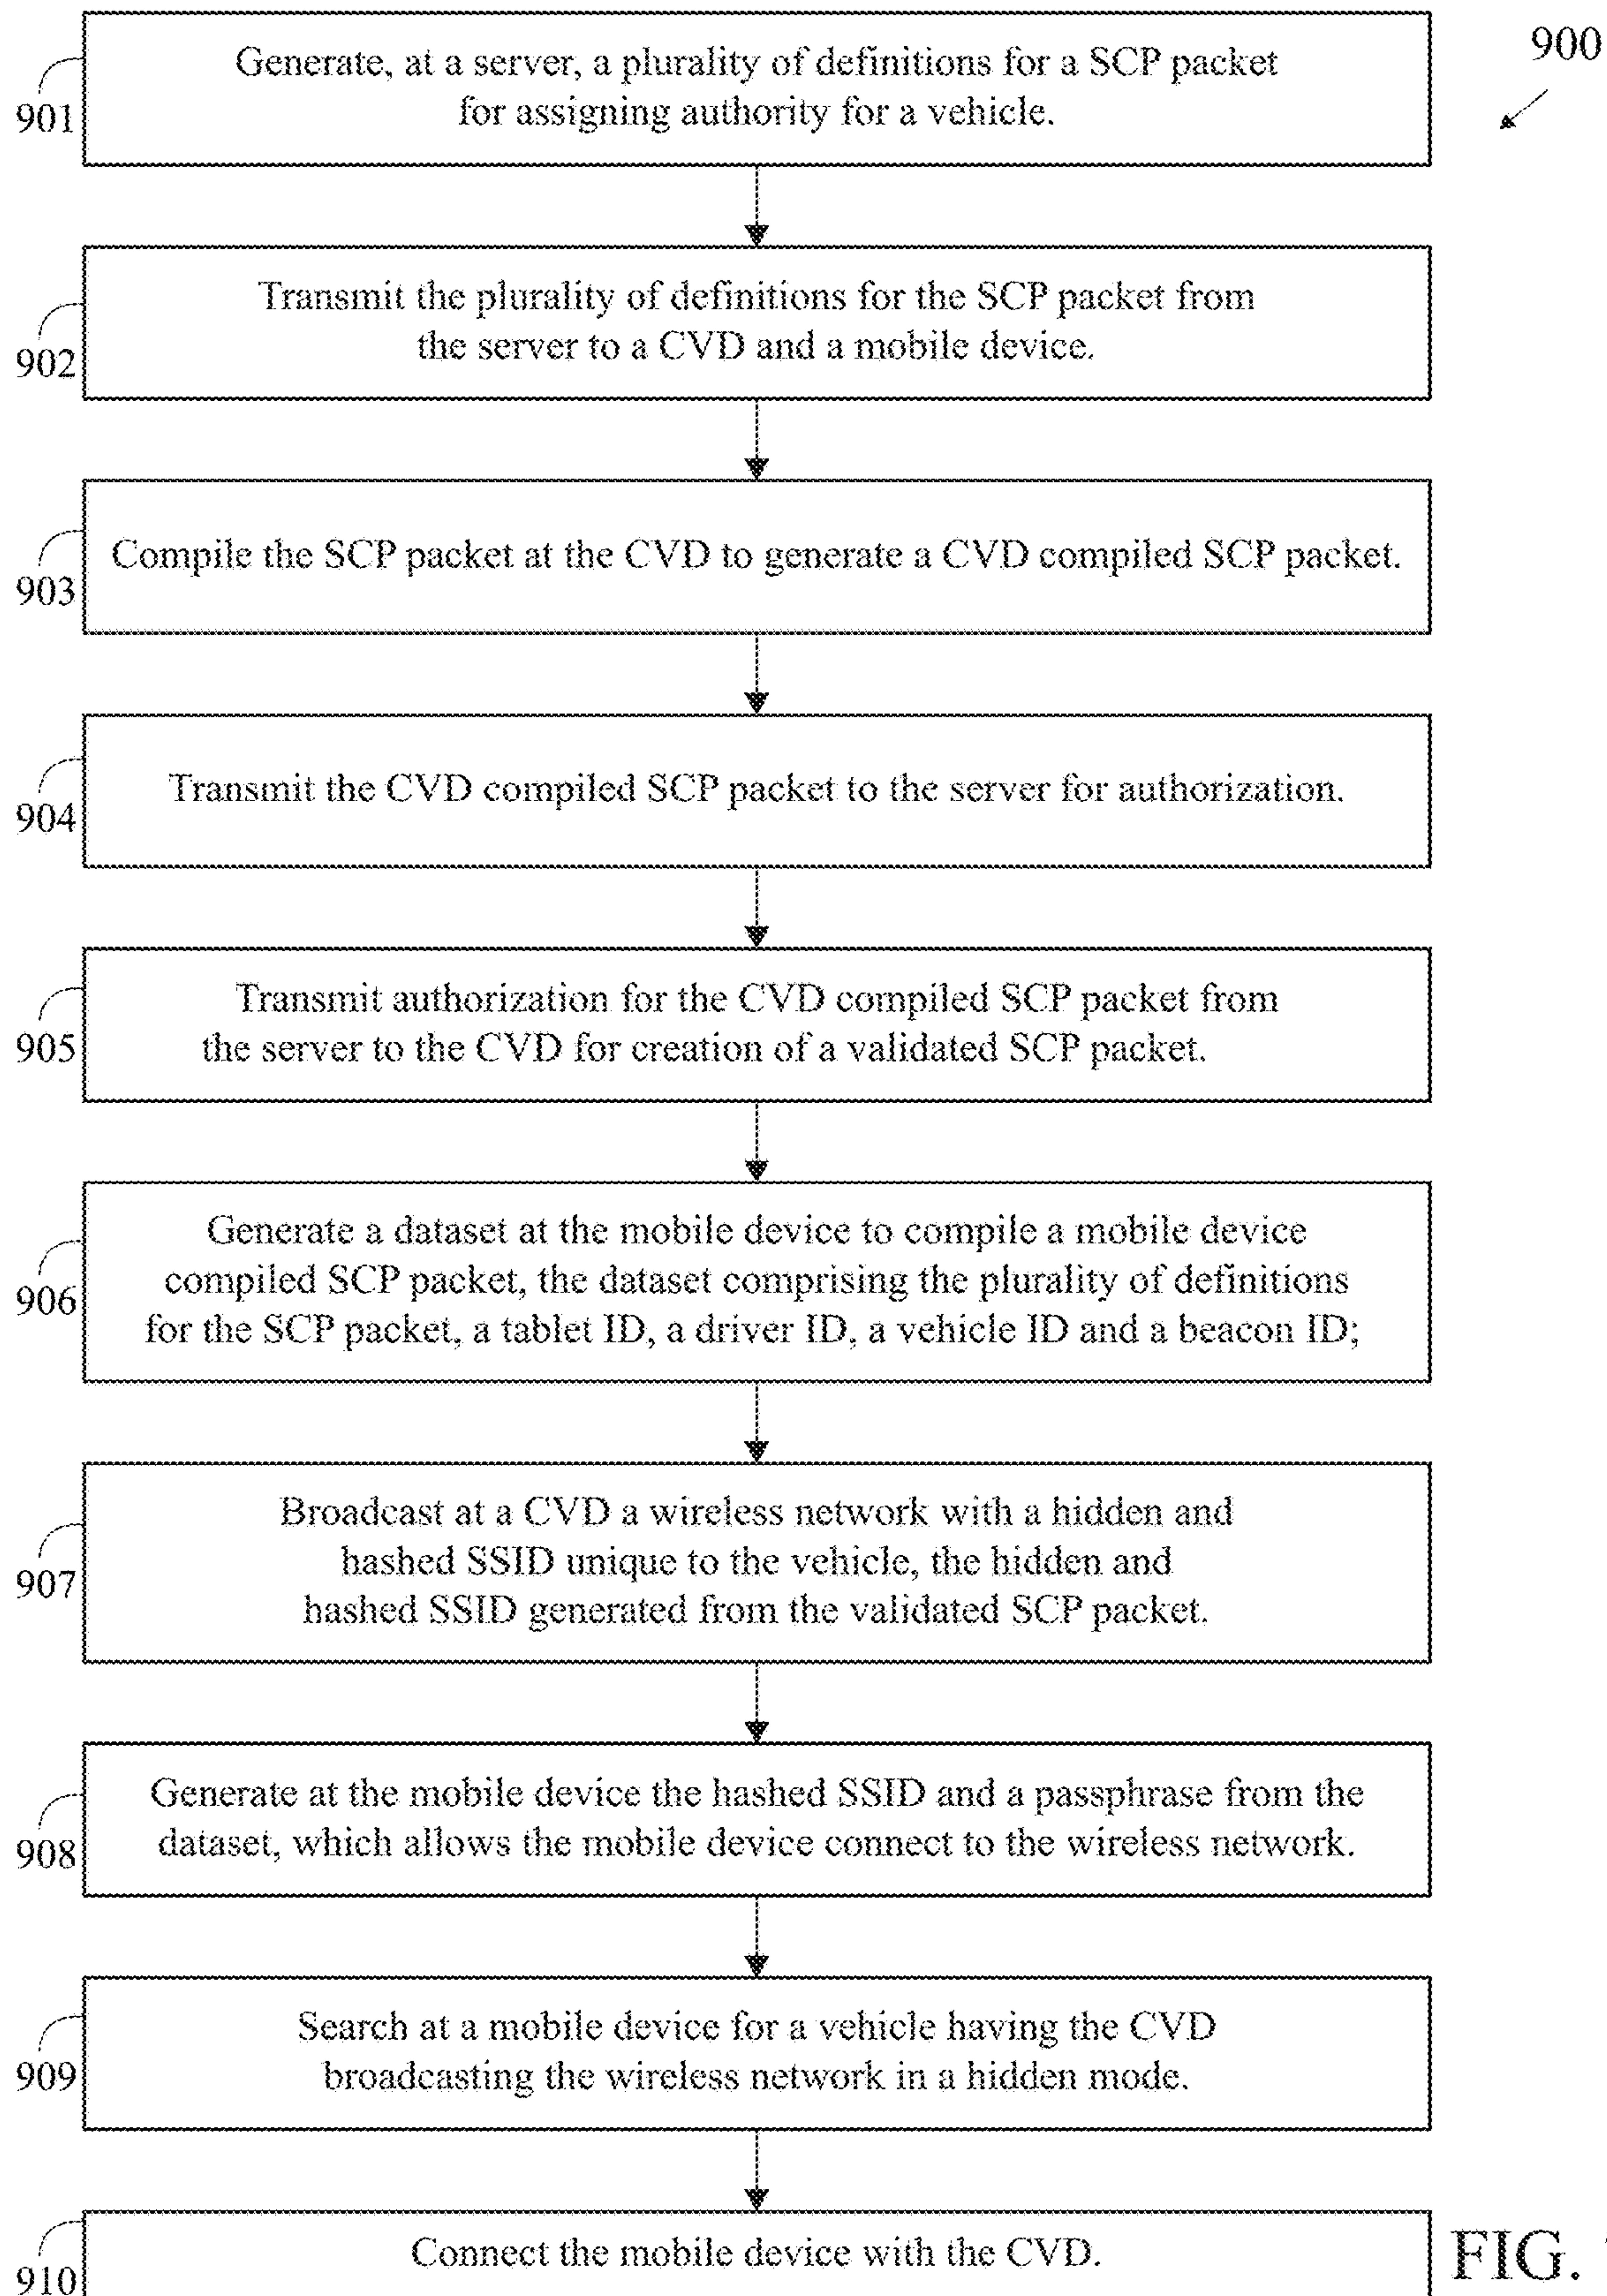 900
901
Generate, at a server, a plurality of definitions for a SCP packet
for assigning authority for a vehicle.
902
Transmit the plurality of definitions for the SCP packet from
the server to a CVD and a mobile device.
903
Compile the SCP packet at the CVD to generate a CVD compiled SCP packet.
904
Transmit the CVD compiled SCP packet to the server for authorization.
905
Transmit authorization for the CVD compiled SCP packet from
the server to the CVD for creation of a validated SCP packet.
906
Generate a dataset at the mobile device to compile a mobile device
compiled SCP packet, the dataset comprising the plurality of definitions
for the SCP packet, a tablet ID, a driver ID, a vehicle ID and a beacon ID;
907
Broadcast at a CVD a wireless network with a hidden and
hashed SSID unique to the vehicle, the hidden and
hashed SSID generated from the validated SCP packet.
908
Generate at the mobile device the hashed SSID and a passphrase from the
dataset, which allows the mobile device connect to the wireless network.
909
Search at a mobile device for a vehicle having the CVD
broadcasting the wireless network in a hidden mode.
910
Connect the mobile device with the CVD.
FIG.